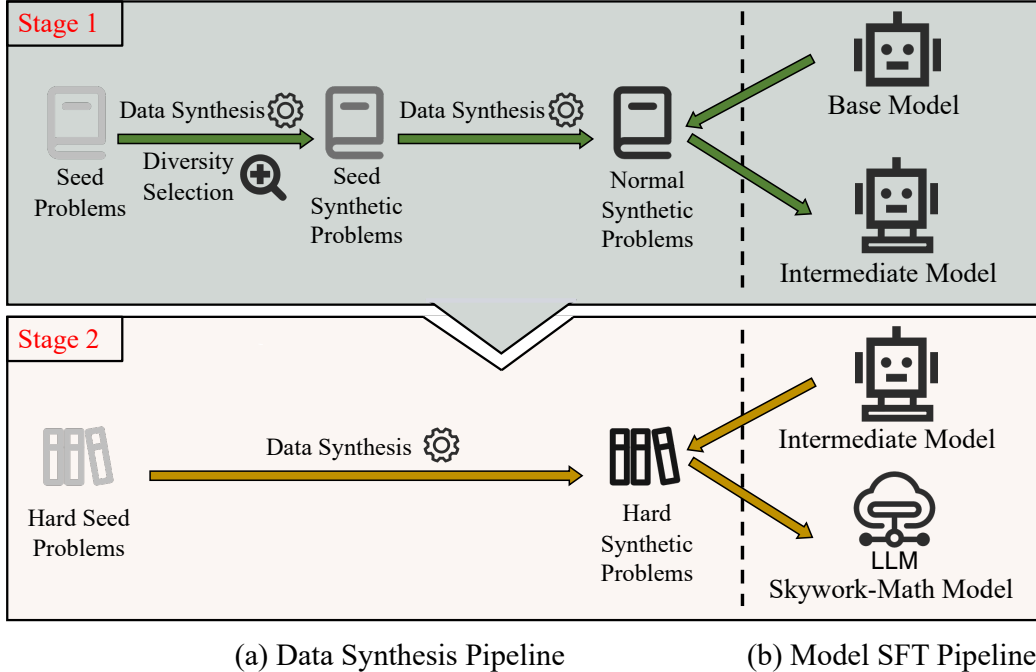 Stage 1
Data Synthesis
Data Synthesis
Base Model
Diversity
Selection
Seed
Problems
Seed
Synthetic
Problems
Normal
Synthetic
Problems
Intermediate Model
Stage 2
Data Synthesis
Intermediate Model
Hard Seed
Problems
Hard
Synthetic
Problems
LLM
Skywork-Math Model
(a) Data Synthesis Pipeline
(b) Model SFT Pipeline